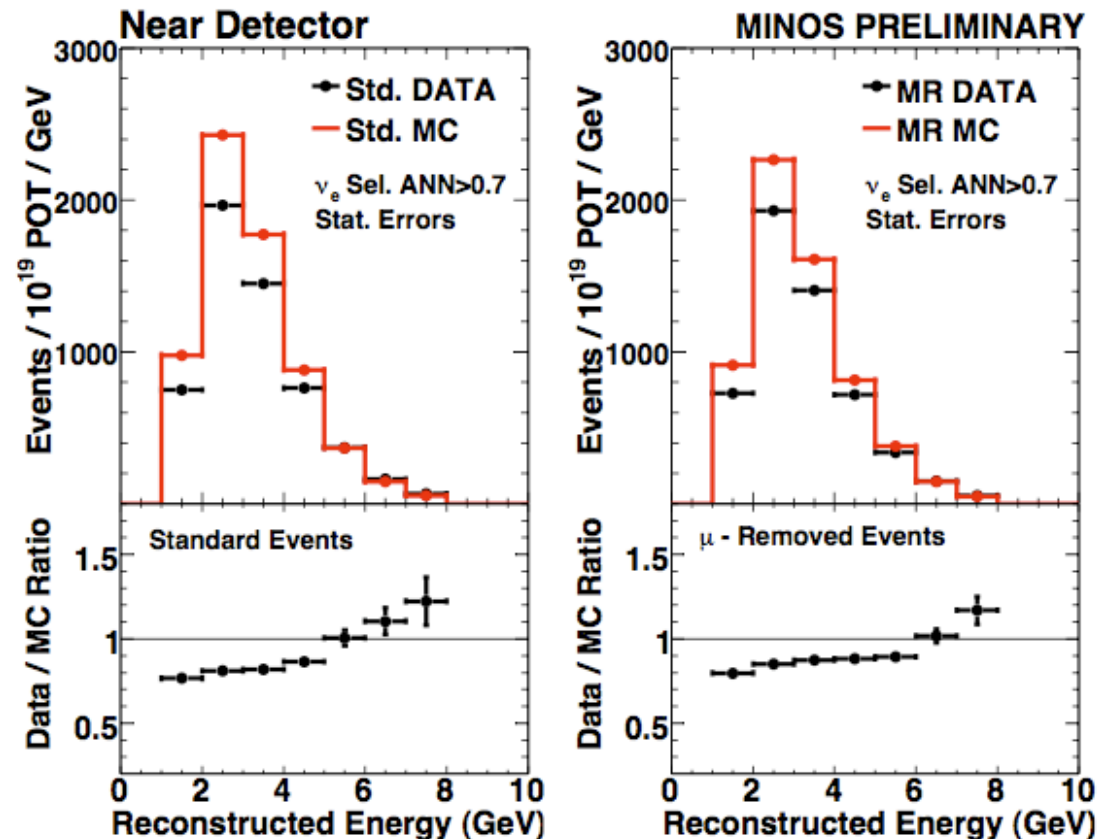 Near Detector
MINOS PRELIMINARY
Events / 10^19 POT / GeV
3000
2000
1000
Std. DATA
Std. MC
ν_e Sel. ANN>0.7
Stat. Errors
Events / 10^19 POT / GeV
3000
2000
1000
MR DATA
MR MC
ν_e Sel. ANN>0.7
Stat. Errors
Data / MC Ratio
1.5
1
0.5
Standard Events
0 2 4 6 8 10
Reconstructed Energy (GeV)
Data / MC Ratio
1.5
1
0.5
μ - Removed Events
0 2 4 6 8 10
Reconstructed Energy (GeV)